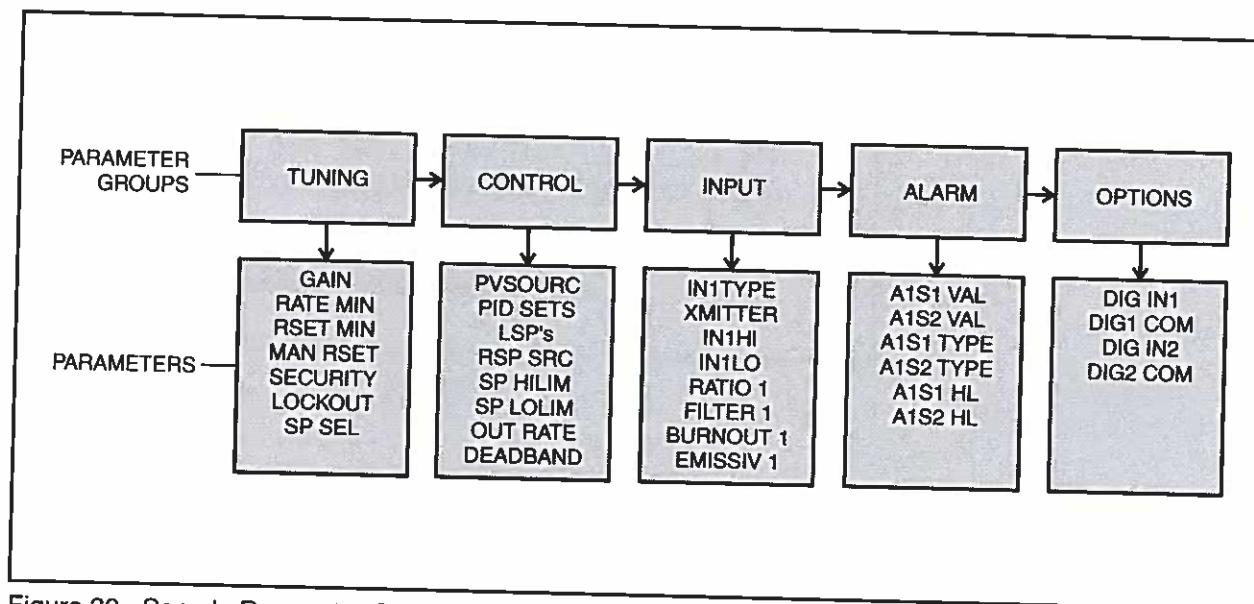 PARAMETER
GROUPS
TUNING
CONTROL
INPUT
ALARM
OPTIONS
PARAMETERS
GAIN
RATE MIN
RSET MIN
MAN RSET
SECURITY
LOCKOUT
SP SEL
PVSOURC
PID SETS
LSP's
RSP SRC
SP HILIM
SP LOLIM
OUT RATE
DEADBAND
IN1TYPE
XMITTER
IN1HI
IN1LO
RATIO 1
FILTER 1
BURNOUT 1
EMISSIV 1
A1S1 VAL
A1S2 VAL
A1S1 TYPE
A1S2 TYPE
A1S1 HL
A1S2 HL
DIG IN1
DIG1 COM
DIG IN2
DIG2 COM
Figure